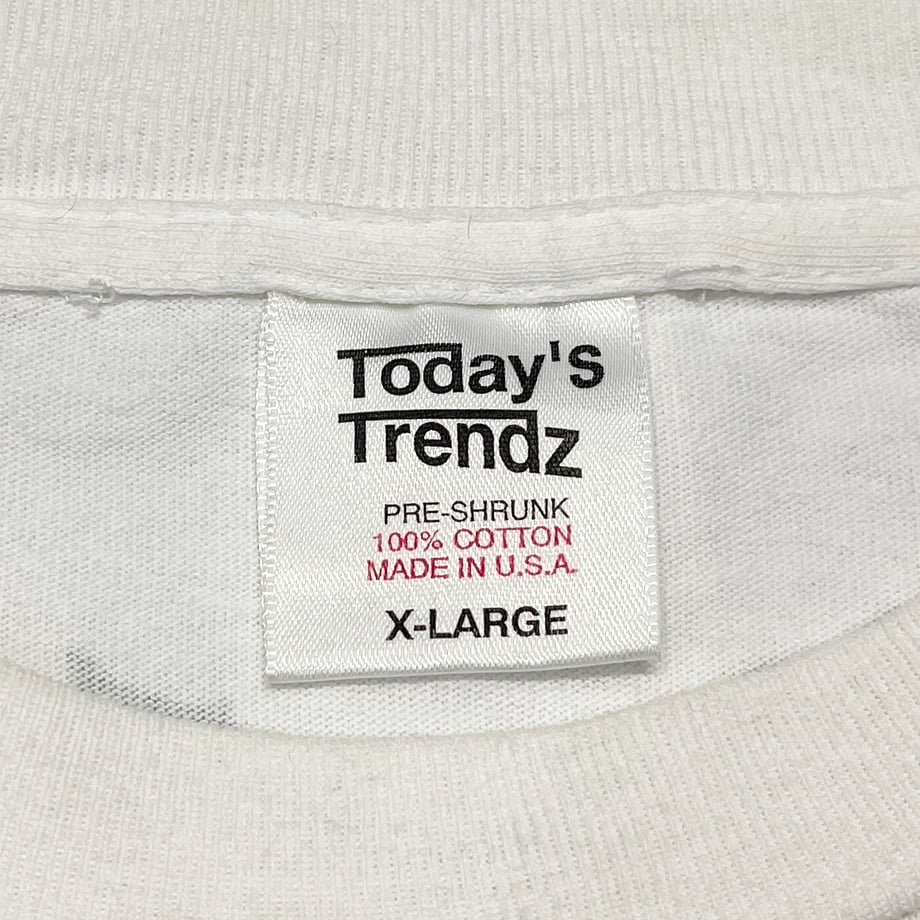 Today's
Trendz
PRE-SHRUNK
100% COTTON
MADE IN U.S.A.
X-LARGE